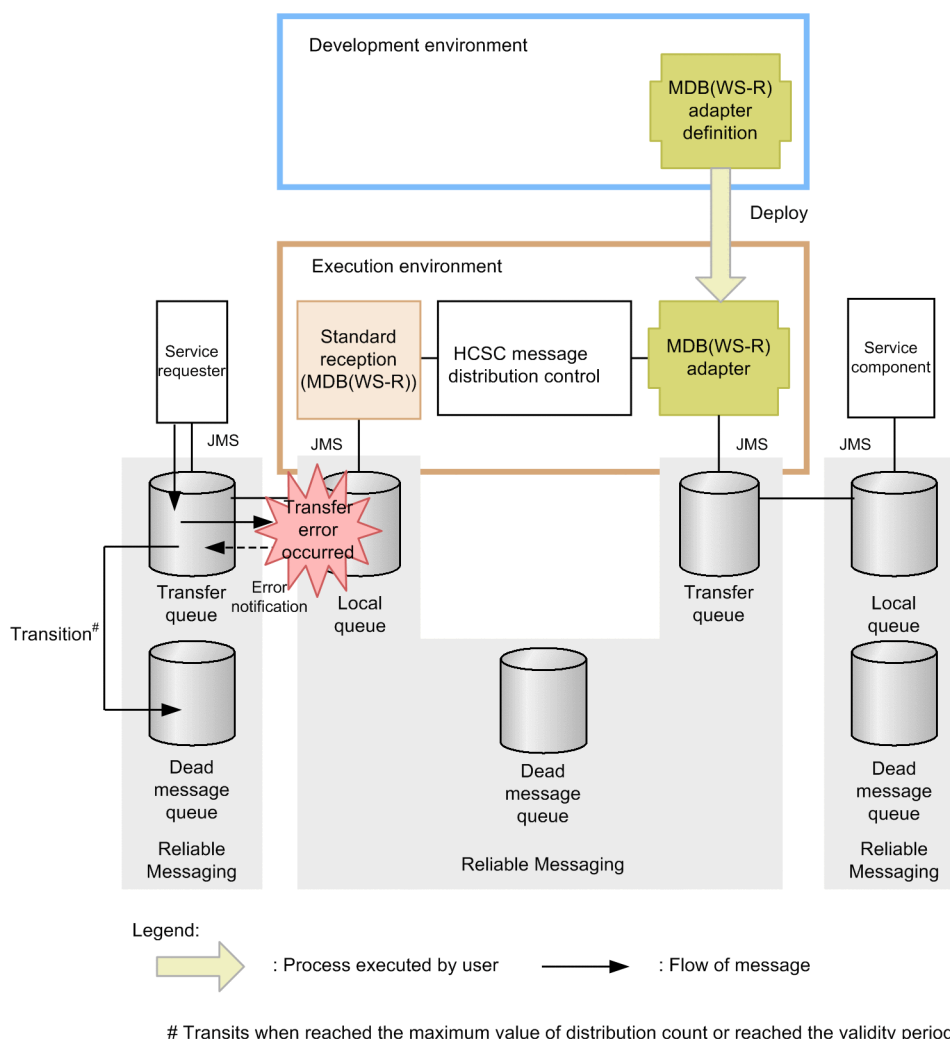 Development environment
MDB(WS-R)
adapter
definition
Deploy
Execution environment
Service
requester
Standard
reception
(MDB(WS-R))
HCSC message
distribution control
MDB(WS-R)
adapter
Service
component
JMS
JMS
JMS
JMS
Transfer
error
occurred
Error
notification
Transfer
queue
Local
queue
Transfer
queue
Local
queue
Transition#
Dead
message
queue
Dead
message
queue
Dead
message
queue
Reliable
Messaging
Reliable Messaging
Reliable
Messaging
Legend:
: Process executed by user
: Flow of message
# Transits when reached the maximum value of distribution count or reached the validity period